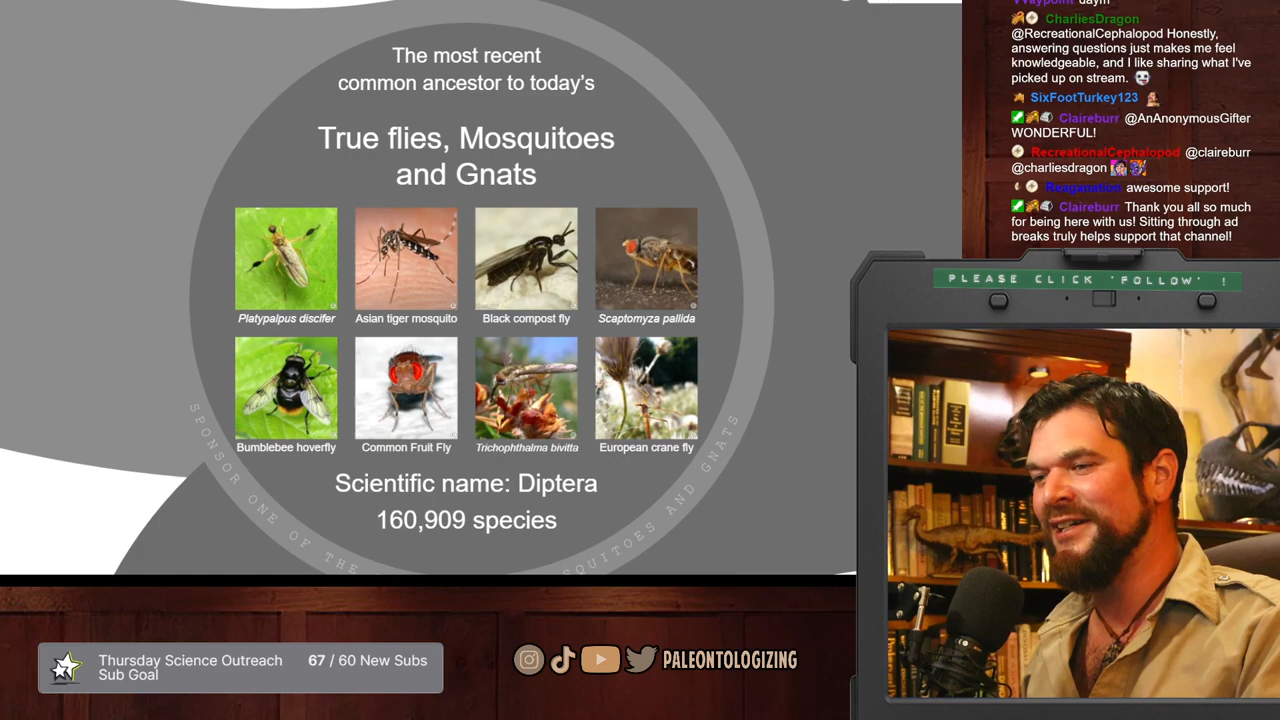 The most recent
common ancestor to today's
True flies, Mosquitoes
and Gnats
Platypalpus discifer
Asian tiger mosquito
Black compost fly
Scaptomyza pallida
Bumblebee hoverfly
Common Fruit Fly
Trichophthalma bivitta
European crane fly
Scientific name: Diptera
160,909 species
SPONSOR ONE OF THE
SQUITOES AND GNATS
daym
CharliesDragon
@RecreationalCephalopod Honestly,
answering questions just makes me feel
knowledgeable, and I like sharing what I've
picked up on stream.
SixFootTurkey123
Claireburr @AnAnonymousGifter
WONDERFUL!
RecreationalCephalopod @claireburr
@charliesdragon
Reaganation awesome support!
Claireburr Thank you all so much
for being here with us! Sitting through ad
breaks truly helps support that channel!
PLEASE CLICK "FOLLOW" !
Thursday Science Outreach
Sub Goal
67 / 60 New Subs
PALEONTOLOGIZING